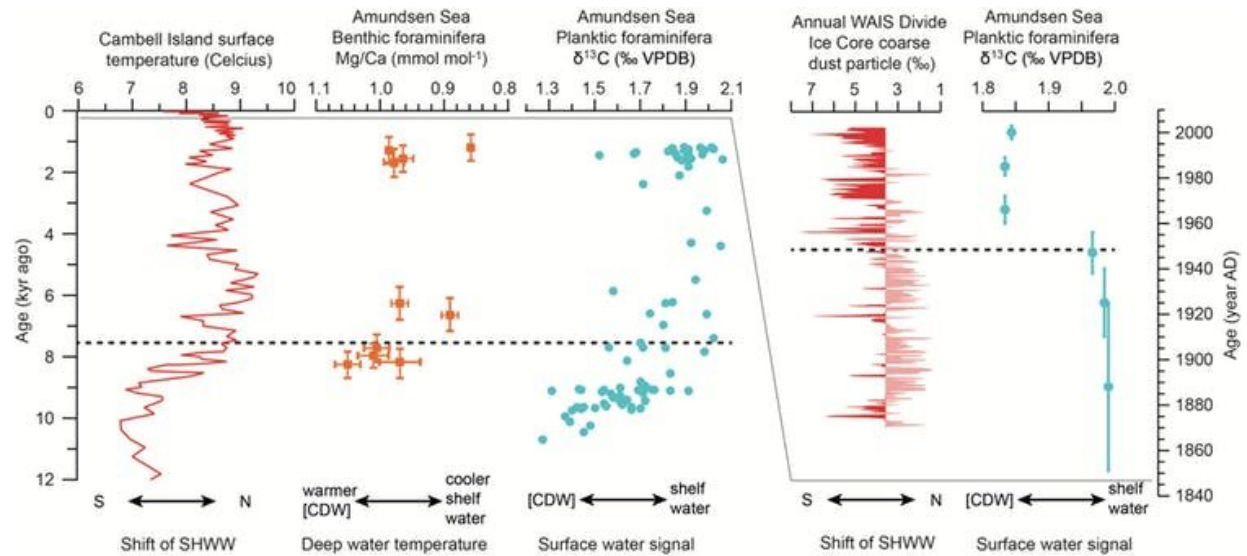 Cambell Island surface
temperature (Celcius)
Amundsen Sea
Benthic foraminifera
Mg/Ca (mmol mol⁻¹)
Amundsen Sea
Planktic foraminifera
δ¹³C (‰ VPDB)
Annual WAIS Divide
Ice Core coarse
dust particle (‰)
Amundsen Sea
Planktic foraminifera
δ¹³C (‰ VPDB)
6 7 8 9 10
1.1 1.0 0.9 0.8
1.3 1.5 1.7 1.9 2.1
7 5 3 1
1.8 1.9 2.0
Age (kyr ago)
0
2
4
6
8
10
12
2000
1980
1960
1940
1920
1900
1880
1860
1840
Age (year AD)
S N
warmer
[CDW]
cooler
shelf
water
[CDW]
shelf
water
S N
[CDW]
shelf
water
Shift of SHWW
Deep water temperature
Surface water signal
Shift of SHWW
Surface water signal